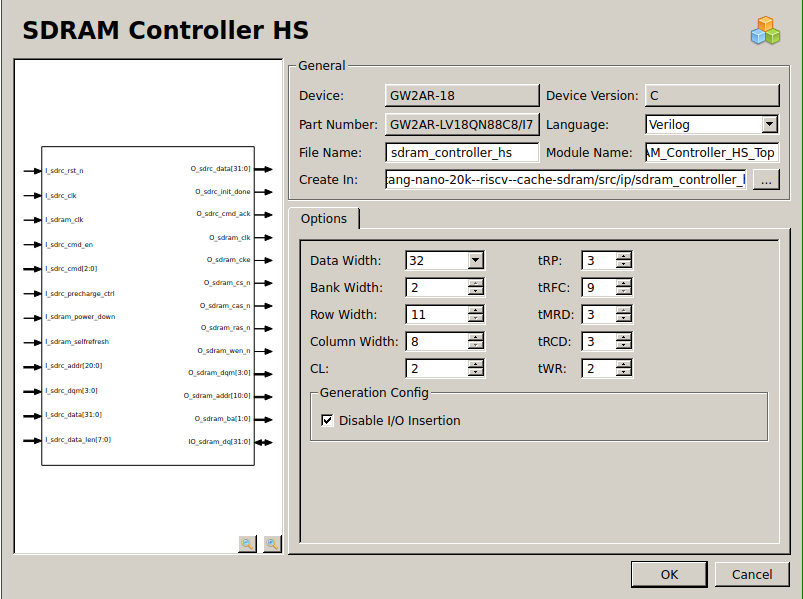 SDRAM Controller HS
General
Device: GW2AR-18 Device Version: C
Part Number: GW2AR-LV18QN88C8/I7 Language: Verilog
File Name: sdram_controller_hs Module Name: AM_Controller_HS_Top
Create In: tang-nano-20k--riscv--cache-sdram/src/ip/sdram_controller_l ...
I_sdrc_rst_n O_sdrc_data[31:0]
I_sdrc_clk O_sdrc_init_done
I_sdram_clk O_sdrc_cmd_ack
I_sdrc_cmd_en O_sdram_clk
I_sdrc_cmd[2:0] O_sdram_cke
I_sdrc_precharge_ctrl O_sdram_cs_n
I_sdram_power_down O_sdram_cas_n
I_sdram_selfrefresh O_sdram_ras_n
I_sdrc_addr[20:0] O_sdram_wen_n
I_sdrc_dqm[3:0] O_sdram_dqm[3:0]
I_sdrc_data[31:0] O_sdram_addr[10:0]
I_sdrc_data_len[7:0] O_sdram_ba[1:0]
IO_sdram_dq[31:0]
Options
Data Width: 32 tRP: 3
Bank Width: 2 tRFC: 9
Row Width: 11 tMRD: 3
Column Width: 8 tRCD: 3
CL: 2 tWR: 2
Generation Config
Disable I/O Insertion
OK Cancel